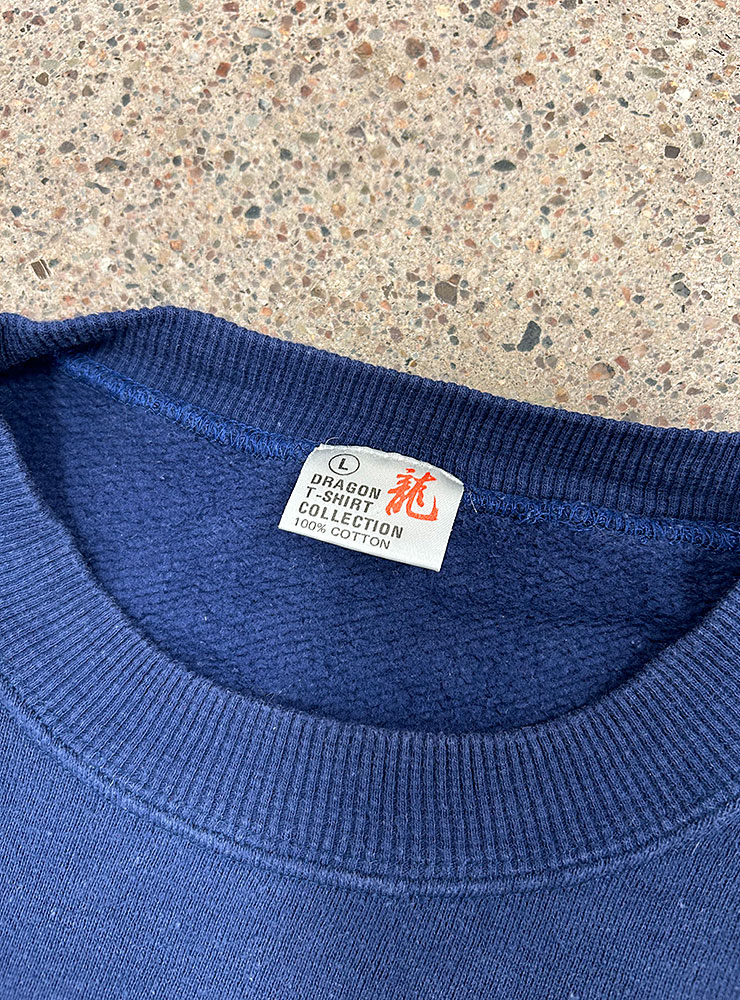 L
DRAGON
T-SHIRT
COLLECTION
100% COTTON
龍